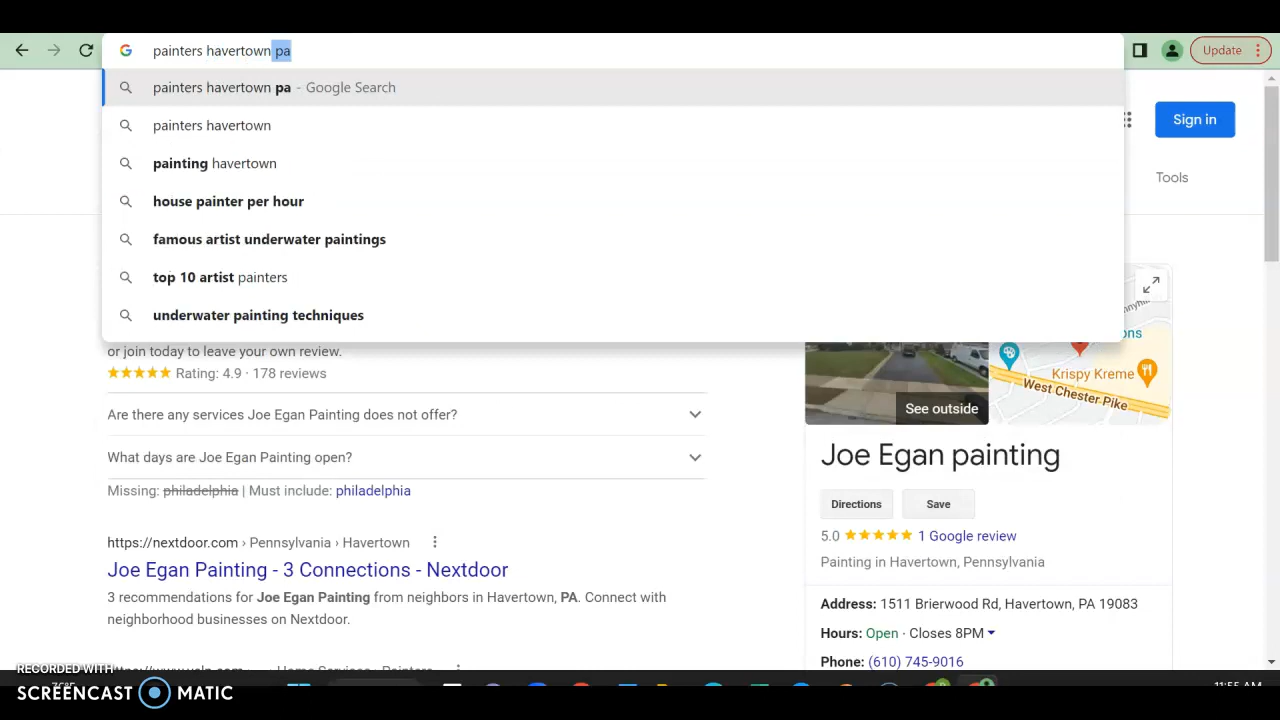 painters havertown pa
Update
painters havertown pa - Google Search
painters havertown
painting havertown
house painter per hour
famous artist underwater paintings
top 10 artist painters
underwater painting techniques
Sign in
Tools
or join today to leave your own review.
Rating: 4.9 · 178 reviews
Are there any services Joe Egan Painting does not offer?
What days are Joe Egan Painting open?
Missing: philadelphia | Must include: philadelphia
https://nextdoor.com › Pennsylvania › Havertown
Joe Egan Painting - 3 Connections - Nextdoor
3 recommendations for Joe Egan Painting from neighbors in Havertown, PA. Connect with
neighborhood businesses on Nextdoor.
Krispy Kreme
West Chester Pike
See outside
Joe Egan painting
Directions
Save
5.0
1 Google review
Painting in Havertown, Pennsylvania
Address: 1511 Brierwood Rd, Havertown, PA 19083
Hours: Open · Closes 8PM
Phone: (610) 745-9016
RECORDED WITH
SCREENCAST MATIC
11:55 AM